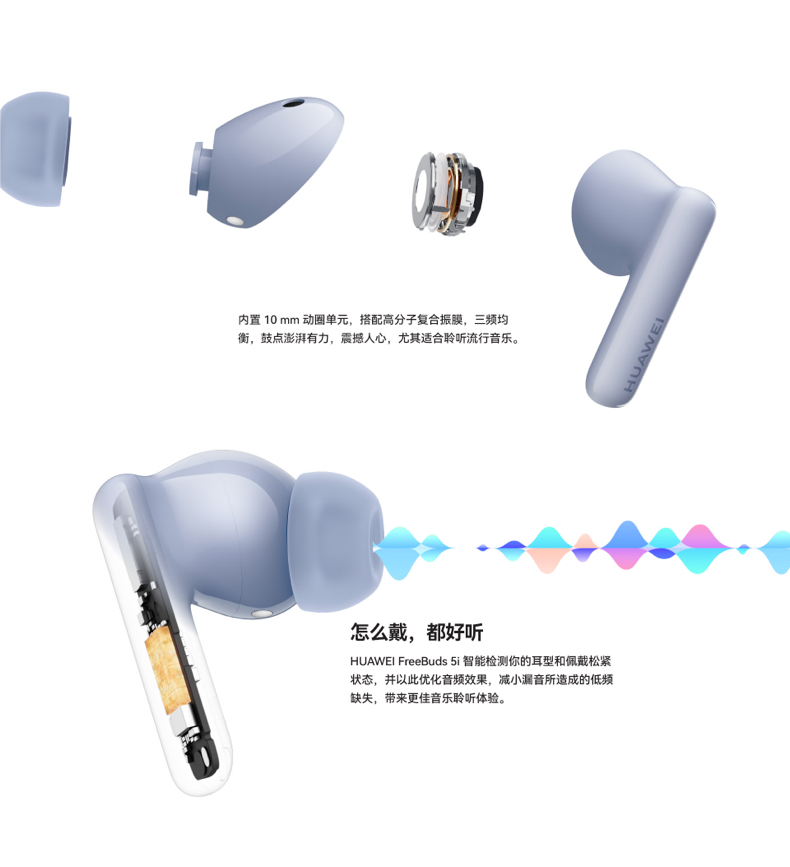 内置 10 mm 动圈单元，搭配高分子复合振膜，三频均
衡，鼓点澎湃有力，震撼人心，尤其适合聆听流行音乐。
HUAWEI
怎么戴，都好听
HUAWEI FreeBuds 5i 智能检测你的耳型和佩戴松紧
状态，并以此优化音频效果，减小漏音所造成的低频
缺失，带来更佳音乐聆听体验。